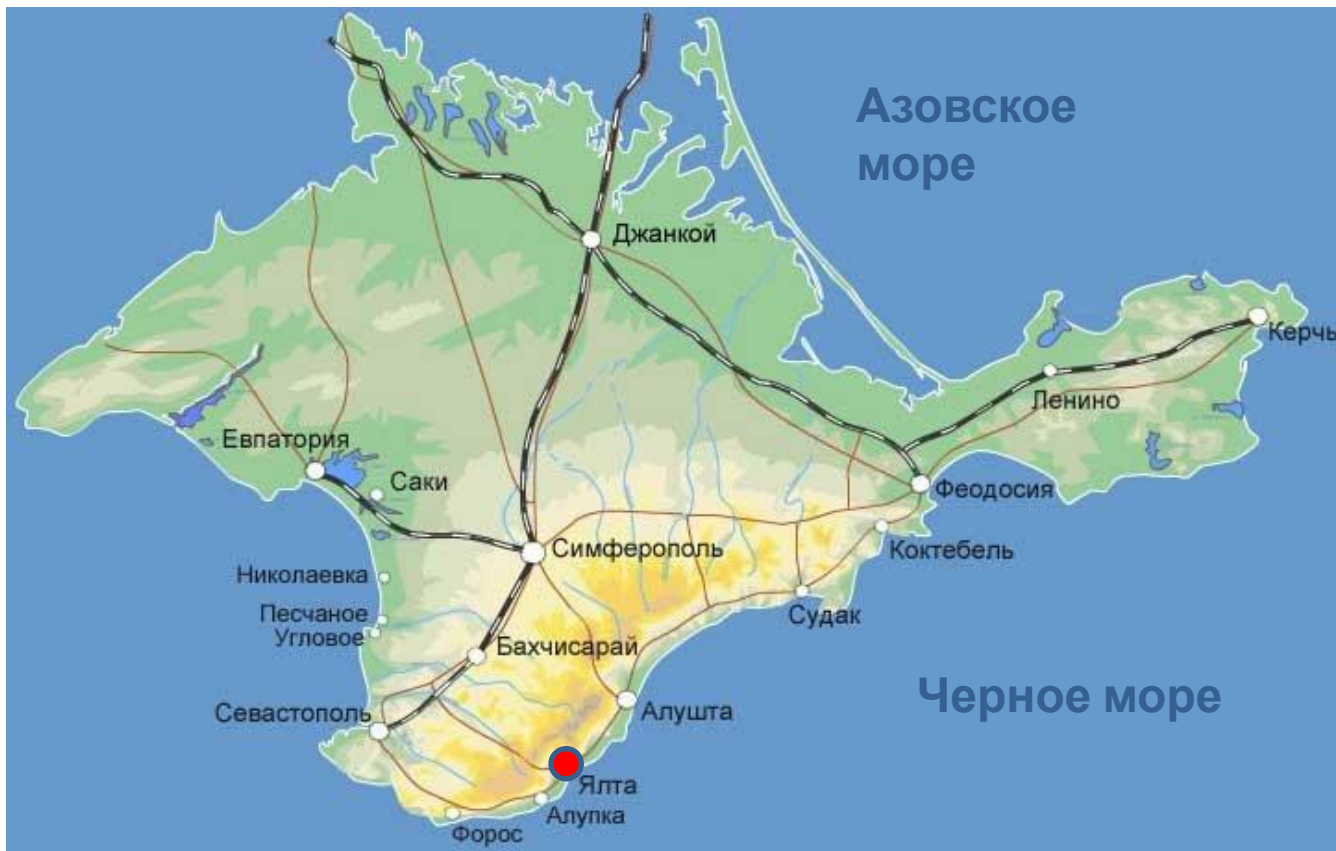 Азовское
море
Джанкой
Керчь
Ленино
Евпатория
Саки
Феодосия
Симферополь
Коктебель
Николаевка
Песчаное
Судак
Угловое
Бахчисарай
Черное море
Севастополь
Алушта
Ялта
Алупка
Форос